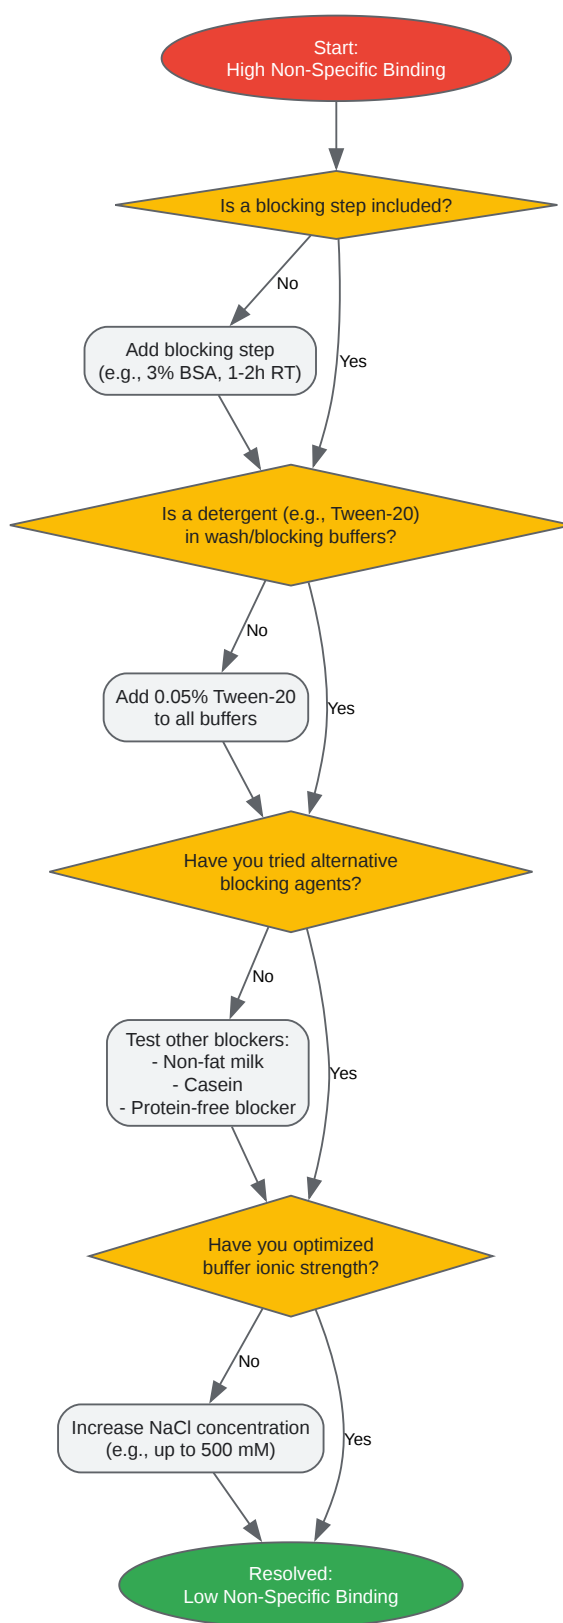 Start:
High Non-Specific Binding
Is a blocking step included?
No
Add blocking step
(e.g., 3% BSA, 1-2h RT)
Yes
Is a detergent (e.g., Tween-20)
in wash/blocking buffers?
No
Add 0.05% Tween-20
to all buffers
Yes
Have you tried alternative
blocking agents?
No
Test other blockers:
- Non-fat milk
- Casein
- Protein-free blocker
Yes
Have you optimized
buffer ionic strength?
No
Increase NaCl concentration
(e.g., up to 500 mM)
Yes
Resolved:
Low Non-Specific Binding